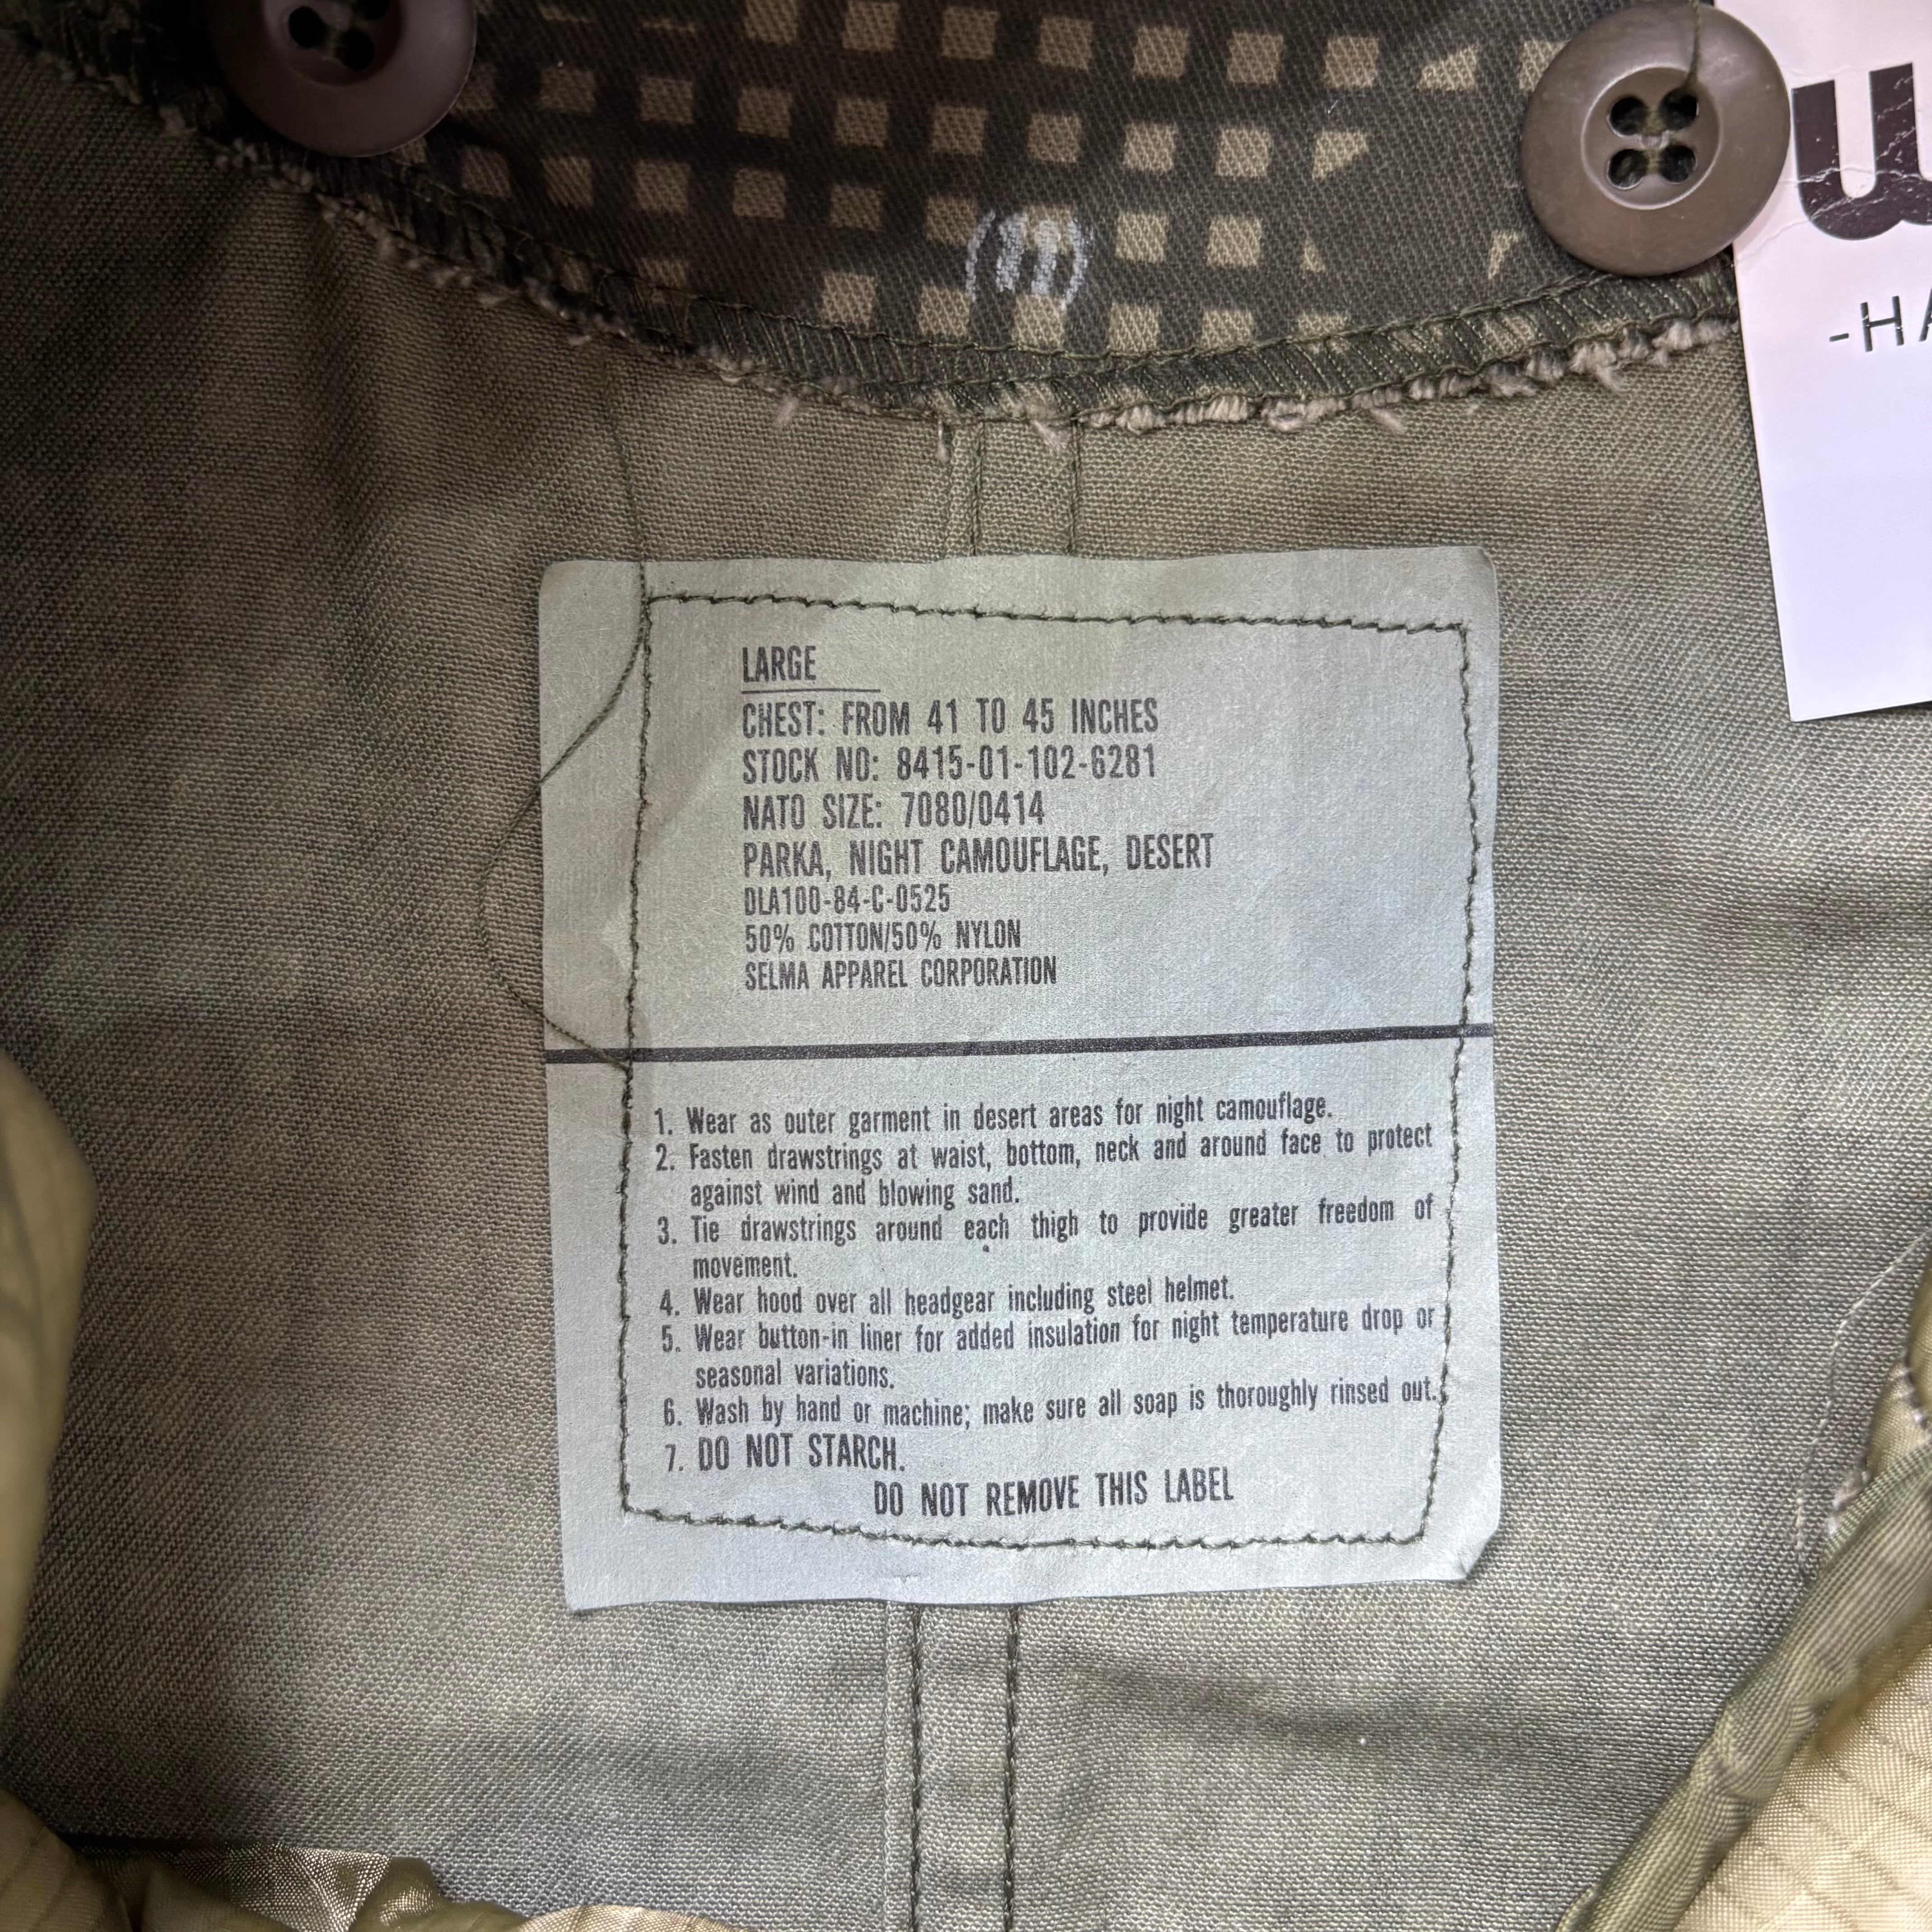 (11)
-HA
LARGE
CHEST: FROM 41 TO 45 INCHES
STOCK NO: 8415-01-102-6281
NATO SIZE: 7080/0414
PARKA, NIGHT CAMOUFLAGE, DESERT
DLA100-84-C-0525
50% COTTON/50% NYLON
SELMA APPAREL CORPORATION
1. Wear as outer garment in desert areas for night camouflage.
2. Fasten drawstrings at waist, bottom, neck and around face to protect
against wind and blowing sand.
3. Tie drawstrings around each thigh to provide greater freedom of
movement.
4. Wear hood over all headgear including steel helmet.
5. Wear button-in liner for added insulation for night temperature drop or
seasonal variations.
6. Wash by hand or machine; make sure all soap is thoroughly rinsed out.
7. DO NOT STARCH.
DO NOT REMOVE THIS LABEL